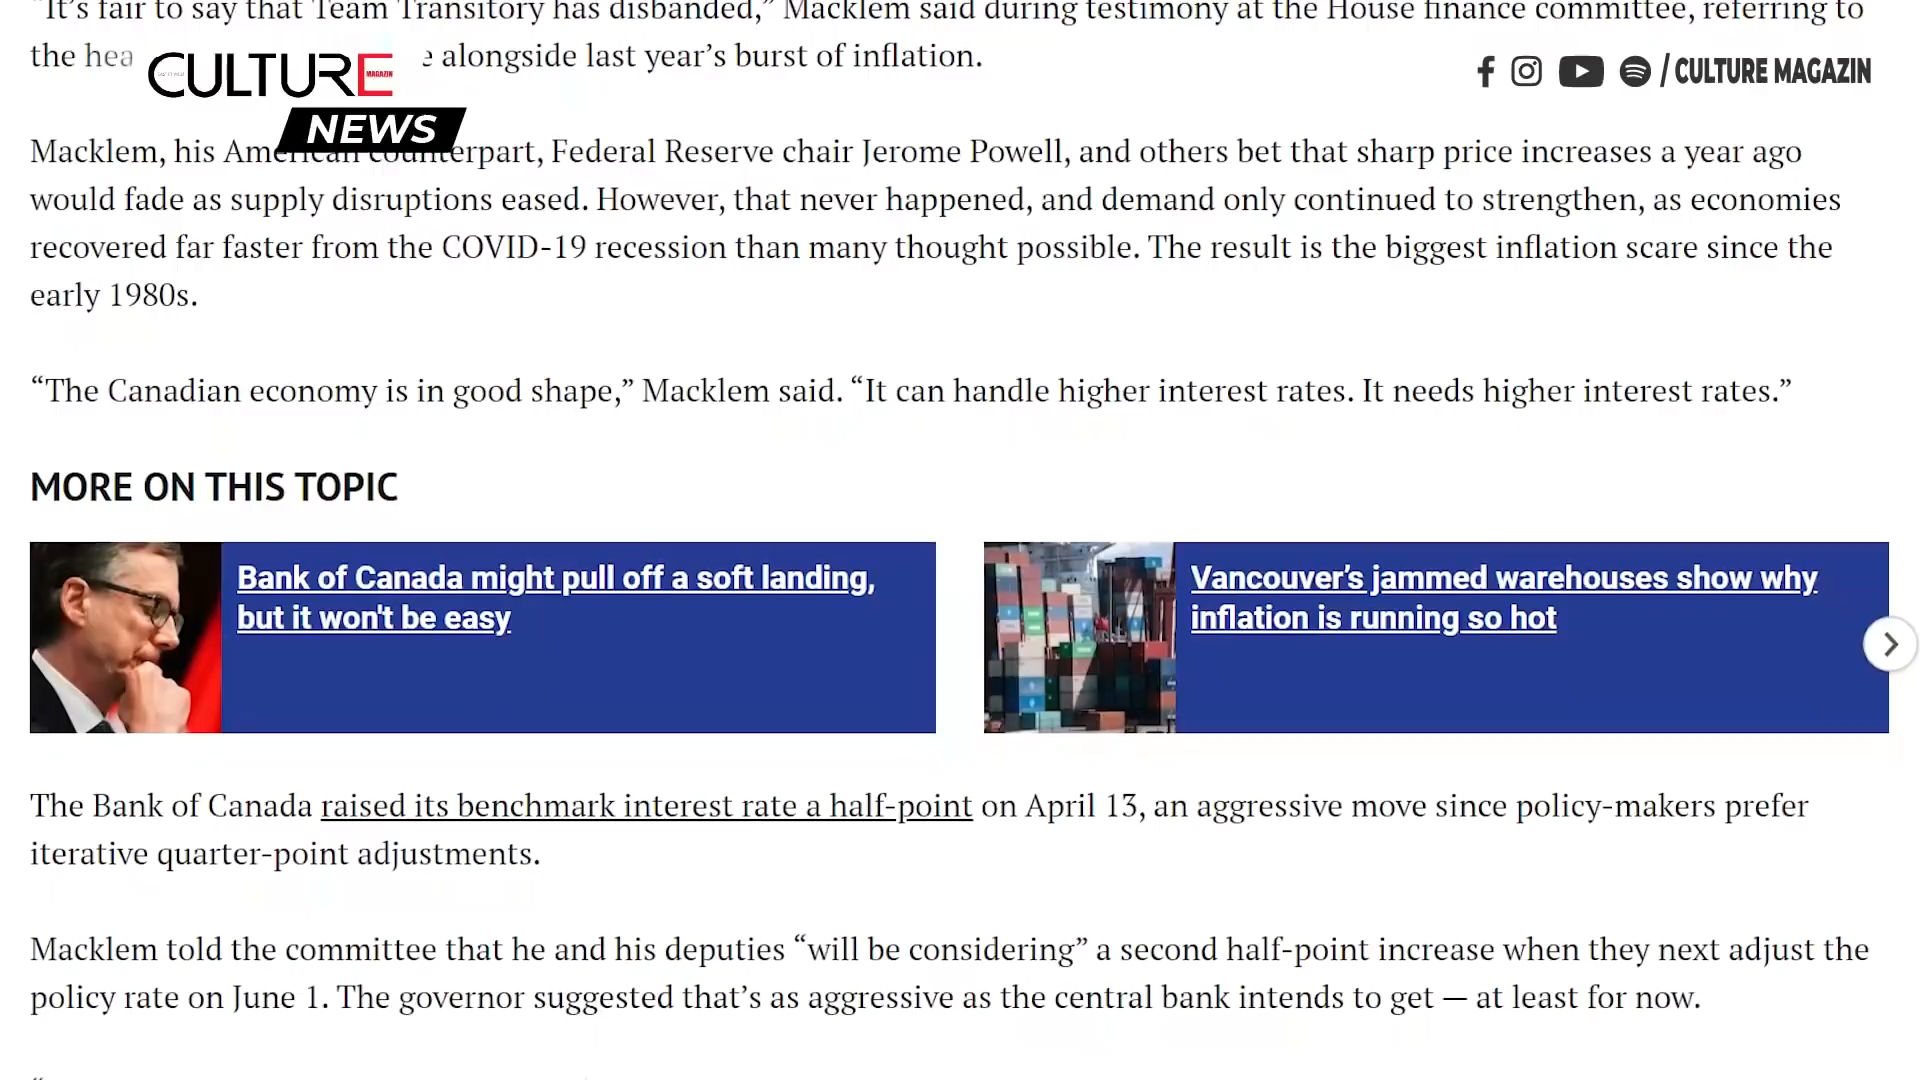 “It’s fair to say that Team Transitory has disbanded,” Macklem said during testimony at the House finance committee, referring to
the alongside last year’s burst of inflation.
CULTURE
MAGAZIN
NEWS
/ CULTURE MAGAZIN
Macklem, his American counterpart, Federal Reserve chair Jerome Powell, and others bet that sharp price increases a year ago
would fade as supply disruptions eased. However, that never happened, and demand only continued to strengthen, as economies
recovered far faster from the COVID-19 recession than many thought possible. The result is the biggest inflation scare since the
early 1980s.
“The Canadian economy is in good shape,” Macklem said. “It can handle higher interest rates. It needs higher interest rates.”
MORE ON THIS TOPIC
Bank of Canada might pull off a soft landing,
but it won't be easy
Vancouver’s jammed warehouses show why
inflation is running so hot
The Bank of Canada raised its benchmark interest rate a half-point on April 13, an aggressive move since policy-makers prefer
iterative quarter-point adjustments.
Macklem told the committee that he and his deputies “will be considering” a second half-point increase when they next adjust the
policy rate on June 1. The governor suggested that’s as aggressive as the central bank intends to get — at least for now.